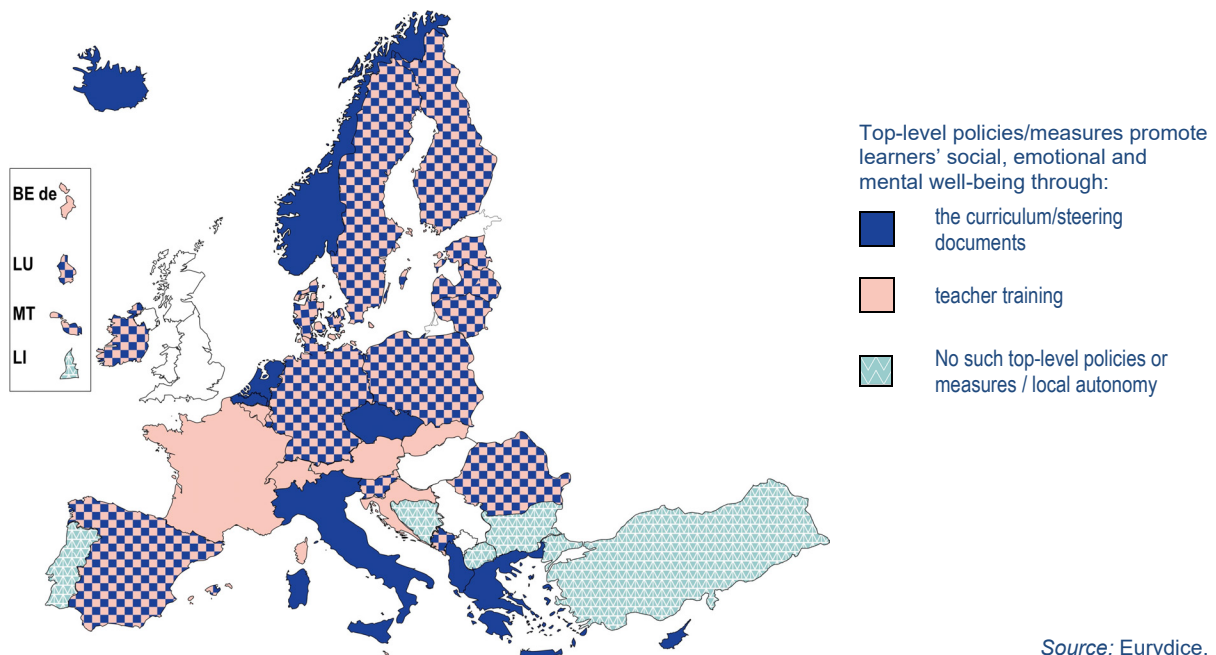 BE de
LU
MT
LI
Top-level policies/measures promote
learners' social, emotional and
mental well-being through:
the curriculum/steering
documents
teacher training
No such top-level policies or
measures / local autonomy
Source: Eurydice.